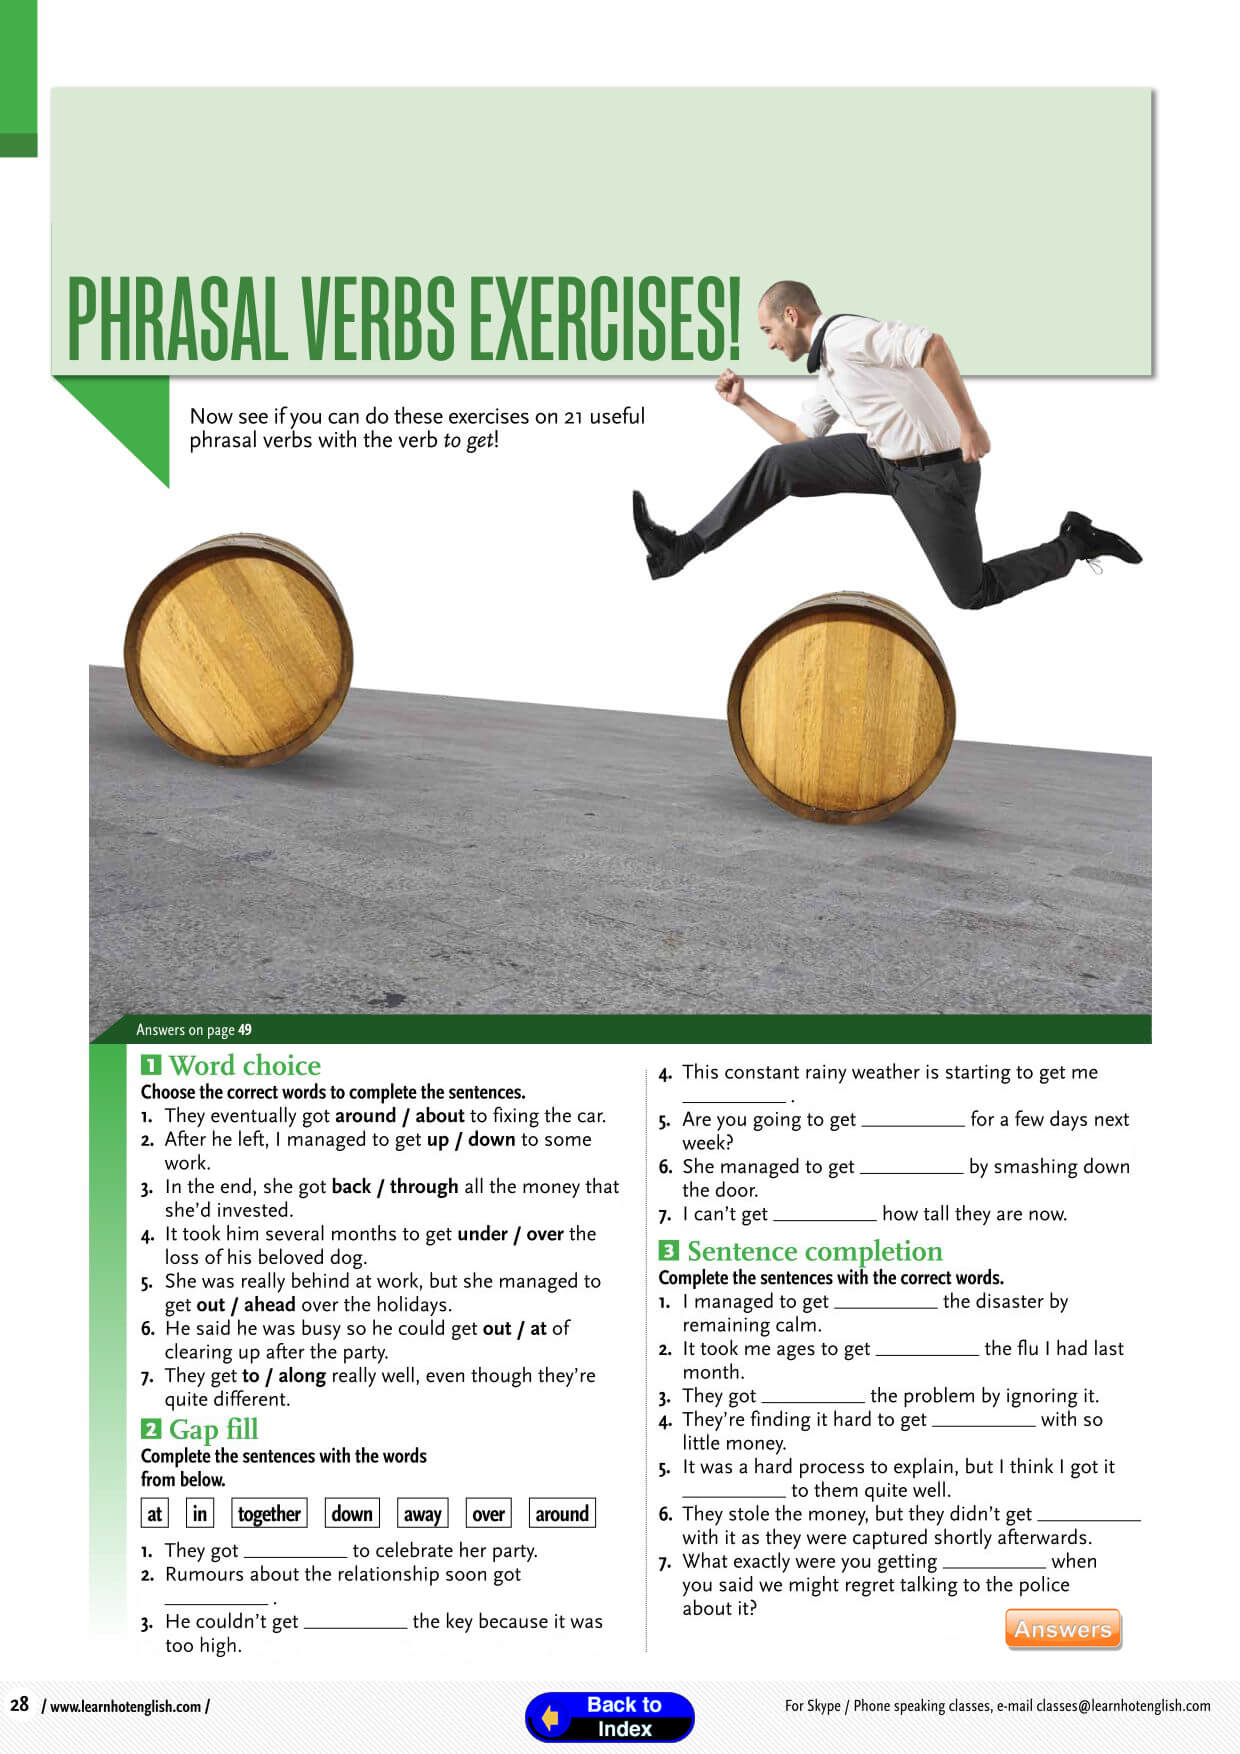 PHRASAL VERBS EXERCISES!
Now see if you can do these exercises on 21 useful
phrasal verbs with the verb to get!
Answers on page 49
1 Word choice
Choose the correct words to complete the sentences.
1. They eventually got around / about to fixing the car.
2. After he left, I managed to get up / down to some
work.
3. In the end, she got back / through all the money that
she'd invested.
4. It took him several months to get under / over the
loss of his beloved dog.
5. She was really behind at work, but she managed to
get out / ahead over the holidays.
6. He said he was busy so he could get out / at of
clearing up after the party.
7. They get to / along really well, even though they're
quite different.
2 Gap fill
Complete the sentences with the words
from below.
at in together down away over around
1. They got __________ to celebrate her party.
2. Rumours about the relationship soon got
__________ .
3. He couldn't get __________ the key because it was
too high.
4. This constant rainy weather is starting to get me
__________ .
5. Are you going to get __________ for a few days next
week?
6. She managed to get __________ by smashing down
the door.
7. I can't get __________ how tall they are now.
3 Sentence completion
Complete the sentences with the correct words.
1. I managed to get __________ the disaster by
remaining calm.
2. It took me ages to get __________ the flu I had last
month.
3. They got __________ the problem by ignoring it.
4. They're finding it hard to get __________ with so
little money.
5. It was a hard process to explain, but I think I got it
__________ to them quite well.
6. They stole the money, but they didn't get __________
with it as they were captured shortly afterwards.
7. What exactly were you getting __________ when
you said we might regret talking to the police
about it?
Answers
28 / www.learnhotenglish.com /
Back to
Index
For Skype / Phone speaking classes, e-mail classes@learnhotenglish.com